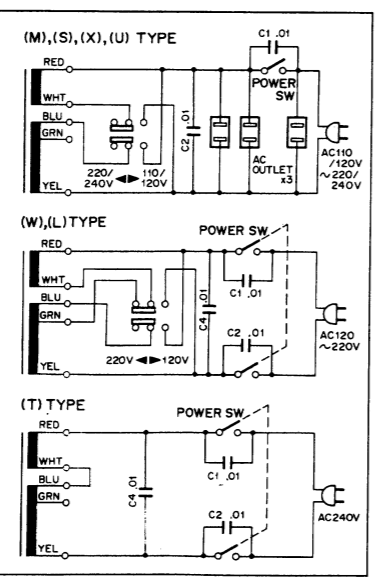 (M),(S),(X),(U) TYPE
C1 .01
RED
POWER
SW
WHT
BLU
GRN
C2 .01
220/
240V ◄► 110/
120V
AC
OUTLET
x3
AC110
/120V
~220/
240V
YEL
(W),(L)TYPE
RED
POWER SW.
WHT
C1 .01
BLU
GRN
C4 .01
C2 .01
220V ◄► 120V
AC120
~220V
YEL
(T) TYPE
POWER SW.
RED
WHT
C1 .01
BLU
GRN
C4 .01
C2 .01
AC240V
YEL